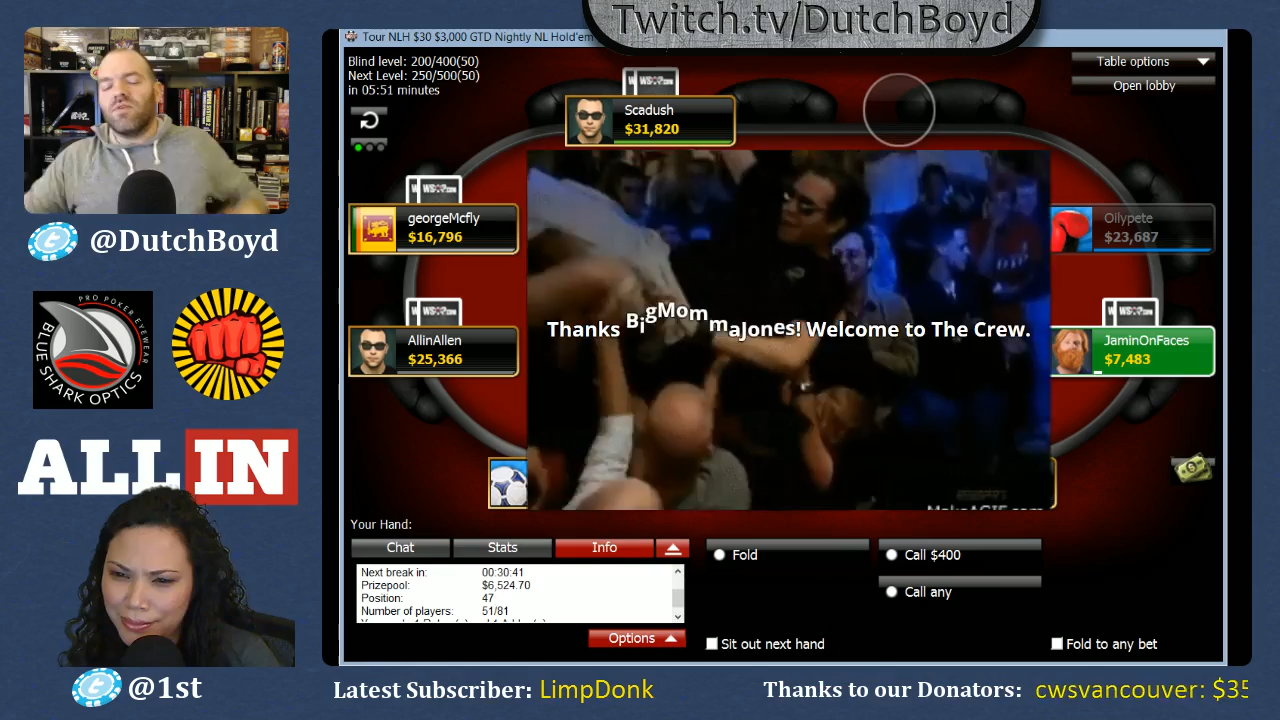 Twitch.tv/DutchBoyd
Tour NLH $30 $3,000 GTD Nightly NL Hold'em
Blind level: 200/400(50)
Next Level: 250/500(50)
in 05:51 minutes
Table options
Open lobby
WSOP.com
Scadush
$31,820
georgeMcfly
$16,796
Oilypete
$23,687
AllinAllen
$25,366
JaminOnFaces
$7,483
Thanks BigMommaJones! Welcome to The Crew.
@DutchBoyd
PRO POKER EYEWEAR
BLUE SHARK OPTICS
ALL IN
MakeAGIF.com
Your Hand:
Chat
Stats
Info
Fold
Call $400
Call any
Next break in: 00:30:41
Prizepool: $6,524.70
Position: 47
Number of players: 51/81
Options
Sit out next hand
Fold to any bet
@1st
Latest Subscriber: LimpDonk
Thanks to our Donators: cwsvancouver: $35